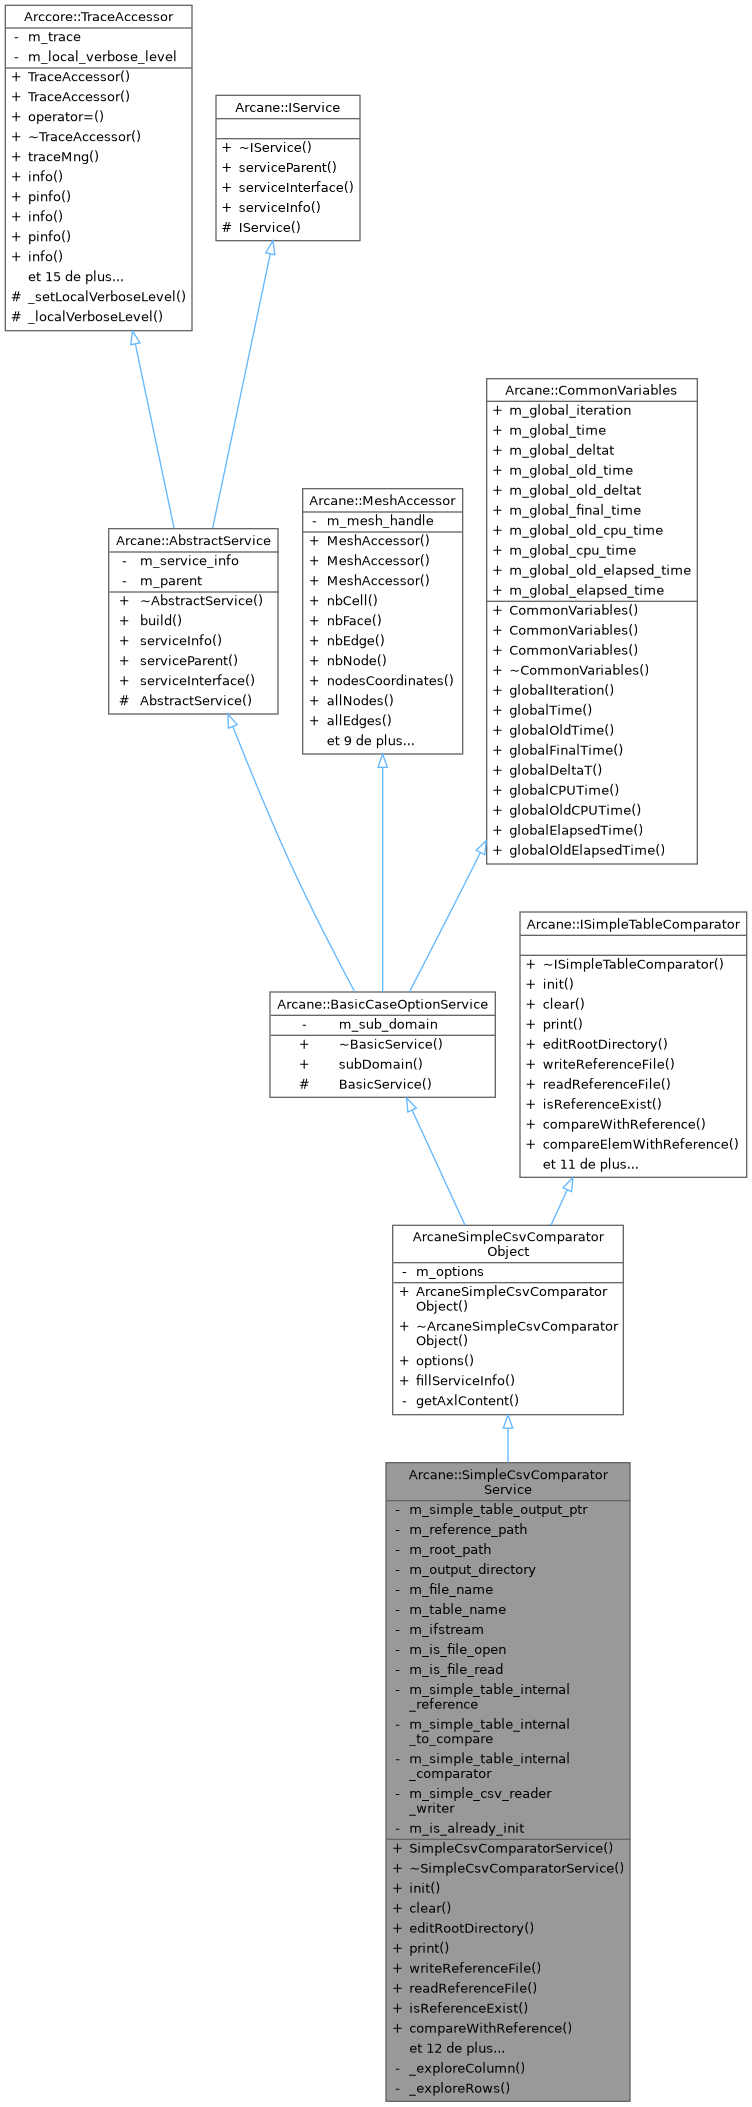 Arccore::TraceAccessor
- m_trace
- m_local_verbose_level
+ TraceAccessor()
+ TraceAccessor()
+ operator=()
+ ~TraceAccessor()
+ traceMng()
+ info()
+ pinfo()
+ info()
+ pinfo()
+ info()
et 15 de plus...
# _setLocalVerboseLevel()
# _localVerboseLevel()
Arcane::IService
+ ~IService()
+ serviceParent()
+ serviceInterface()
+ serviceInfo()
# IService()
Arcane::AbstractService
- m_service_info
- m_parent
+ ~AbstractService()
+ build()
+ serviceInfo()
+ serviceParent()
+ serviceInterface()
# AbstractService()
Arcane::MeshAccessor
- m_mesh_handle
+ MeshAccessor()
+ MeshAccessor()
+ MeshAccessor()
+ nbCell()
+ nbFace()
+ nbEdge()
+ nbNode()
+ nodesCoordinates()
+ allNodes()
+ allEdges()
et 9 de plus...
Arcane::CommonVariables
+ m_global_iteration
+ m_global_time
+ m_global_deltat
+ m_global_old_time
+ m_global_old_deltat
+ m_global_final_time
+ m_global_old_cpu_time
+ m_global_cpu_time
+ m_global_old_elapsed_time
+ m_global_elapsed_time
+ CommonVariables()
+ CommonVariables()
+ CommonVariables()
+ ~CommonVariables()
+ globalIteration()
+ globalTime()
+ globalOldTime()
+ globalFinalTime()
+ globalDeltaT()
+ globalCPUTime()
+ globalOldCPUTime()
+ globalElapsedTime()
+ globalOldElapsedTime()
Arcane::BasicCaseOptionService
- m_sub_domain
+ ~BasicService()
+ subDomain()
# BasicService()
Arcane::ISimpleTableComparator
+ ~ISimpleTableComparator()
+ init()
+ clear()
+ print()
+ editRootDirectory()
+ writeReferenceFile()
+ readReferenceFile()
+ isReferenceExist()
+ compareWithReference()
+ compareElemWithReference()
et 11 de plus...
ArcaneSimpleCsvComparator
Object
- m_options
+ ArcaneSimpleCsvComparator
Object()
+ ~ArcaneSimpleCsvComparator
Object()
+ options()
+ fillServiceInfo()
- getAxlContent()
Arcane::SimpleCsvComparator
Service
- m_simple_table_output_ptr
- m_reference_path
- m_root_path
- m_output_directory
- m_file_name
- m_table_name
- m_ifstream
- m_is_file_open
- m_is_file_read
- m_simple_table_internal
_reference
- m_simple_table_internal
_to_compare
- m_simple_table_internal
_comparator
- m_simple_csv_reader
_writer
- m_is_already_init
+ SimpleCsvComparatorService()
+ ~SimpleCsvComparatorService()
+ init()
+ clear()
+ editRootDirectory()
+ print()
+ writeReferenceFile()
+ readReferenceFile()
+ isReferenceExist()
+ compareWithReference()
et 12 de plus...
- _exploreColumn()
- _exploreRows()